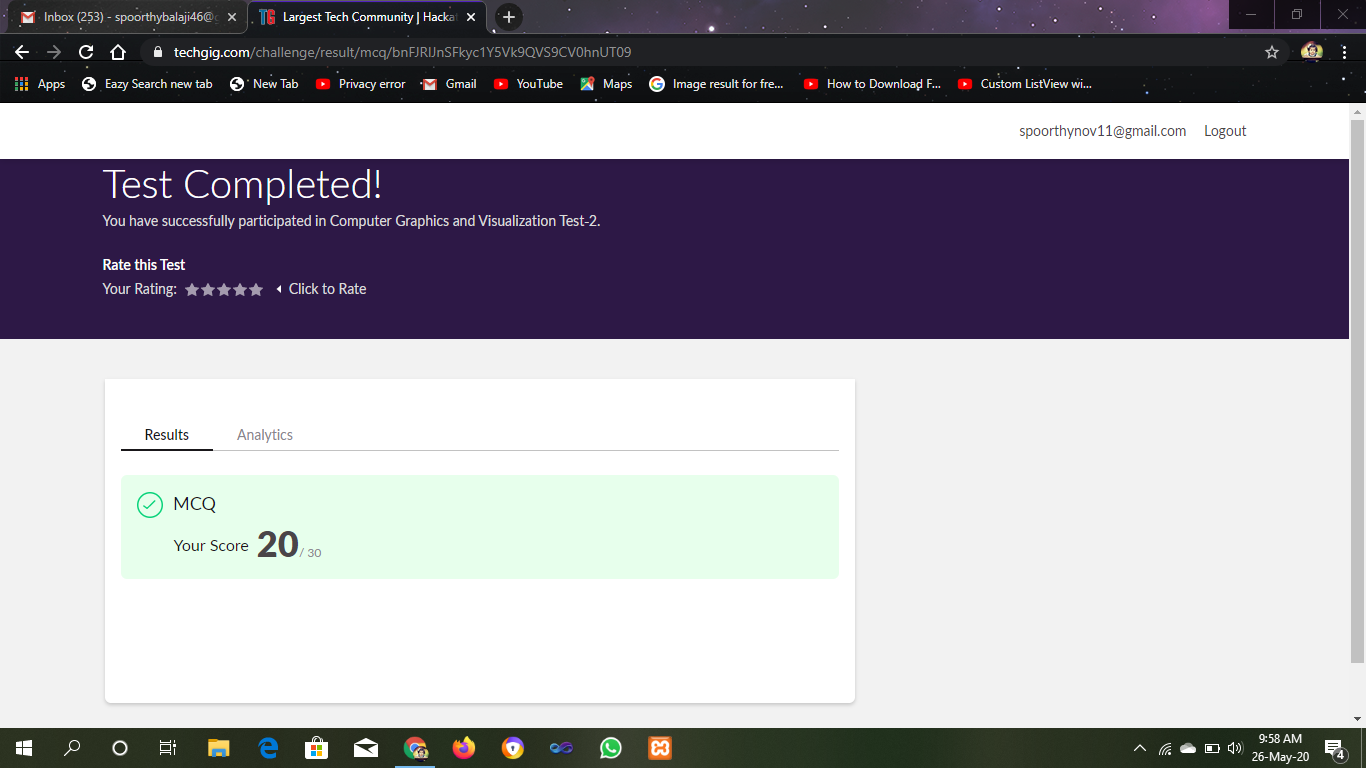 Inbox (253) - spoorthybalaji46@g
Largest Tech Community | Hacka
techgig.com/challenge/result/mcq/
Apps
Eazy Search new tab
New Tab
Privacy error
Gmail
YouTube
Maps
Image result for fre...
How to Download F...
Custom ListView wi...
spoorthynov11@gmail.com
Logout
Test Completed!
You have successfully participated in Computer Graphics and Visualization Test-2.
Rate this Test
Your Rating:
Click to Rate
Results
Analytics
MCQ
Your Score 20 / 30
9:58 AM
26-May-20
4